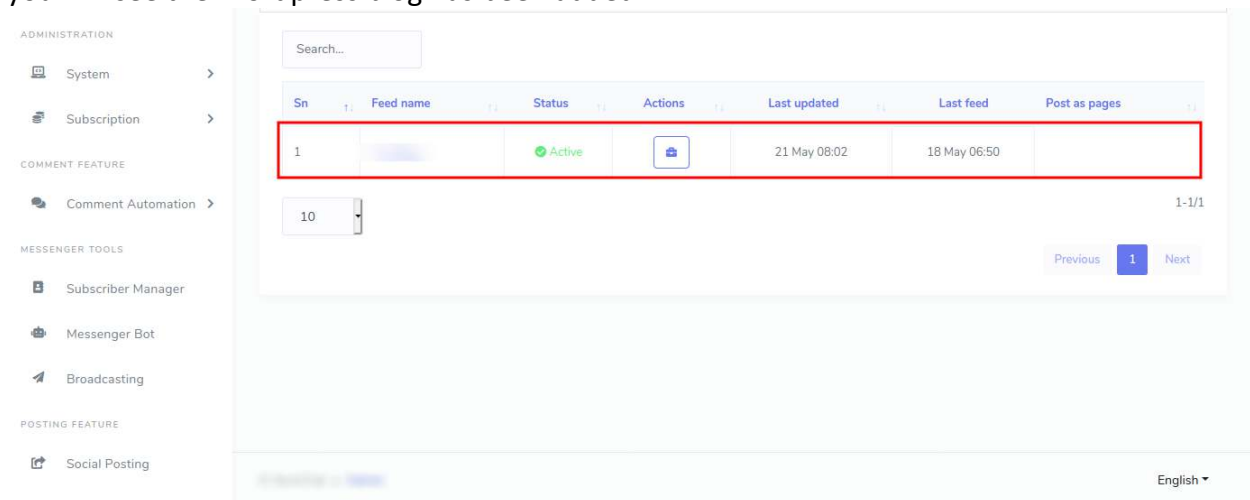 ADMINISTRATION
System
Subscription
COMMENT FEATURE
Comment Automation
MESSENGER TOOLS
Subscriber Manager
Messenger Bot
Broadcasting
POSTING FEATURE
Social Posting
Search...
Sn Feed name Status Actions Last updated Last feed Post as pages
1 Active 21 May 08:02 18 May 06:50
10
1-1/1
Previous 1 Next
English